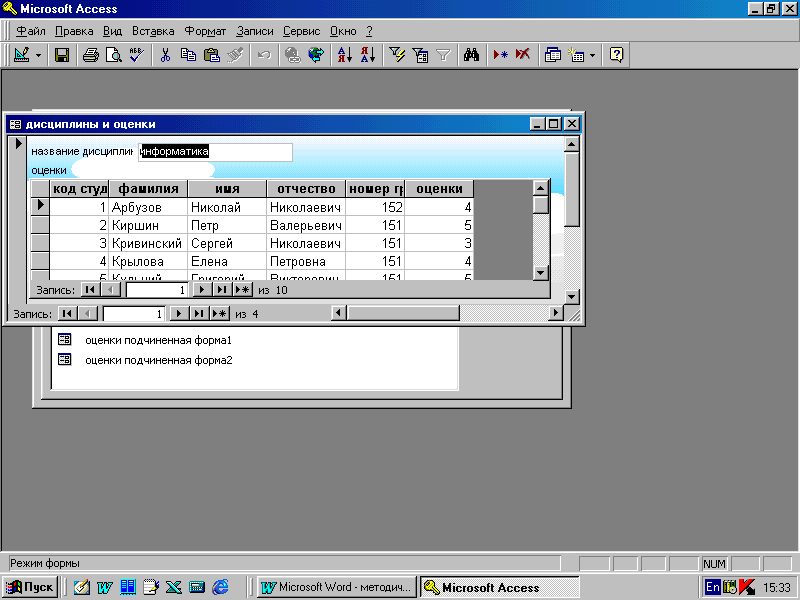 Microsoft Access
Файл Правка Вид Вставка Формат Записи Сервис Окно ?
дисциплины и оценки
название дисциплин информатика
оценки
код студ фамилия имя отчество номер гр оценки
1 Арбузов Николай Николаевич 152 4
2 Киршин Петр Валерьевич 151 5
3 Кривинский Сергей Николаевич 151 3
4 Крылова Елена Петровна 151 4
5 Кульчий Григорий Викторович 151 5
Запись: 1 из 10
Запись: 1 из 4
оценки подчиненная форма1
оценки подчиненная форма2
Режим формы NUM
Пуск Microsoft Word - методич... Microsoft Access En 15:33